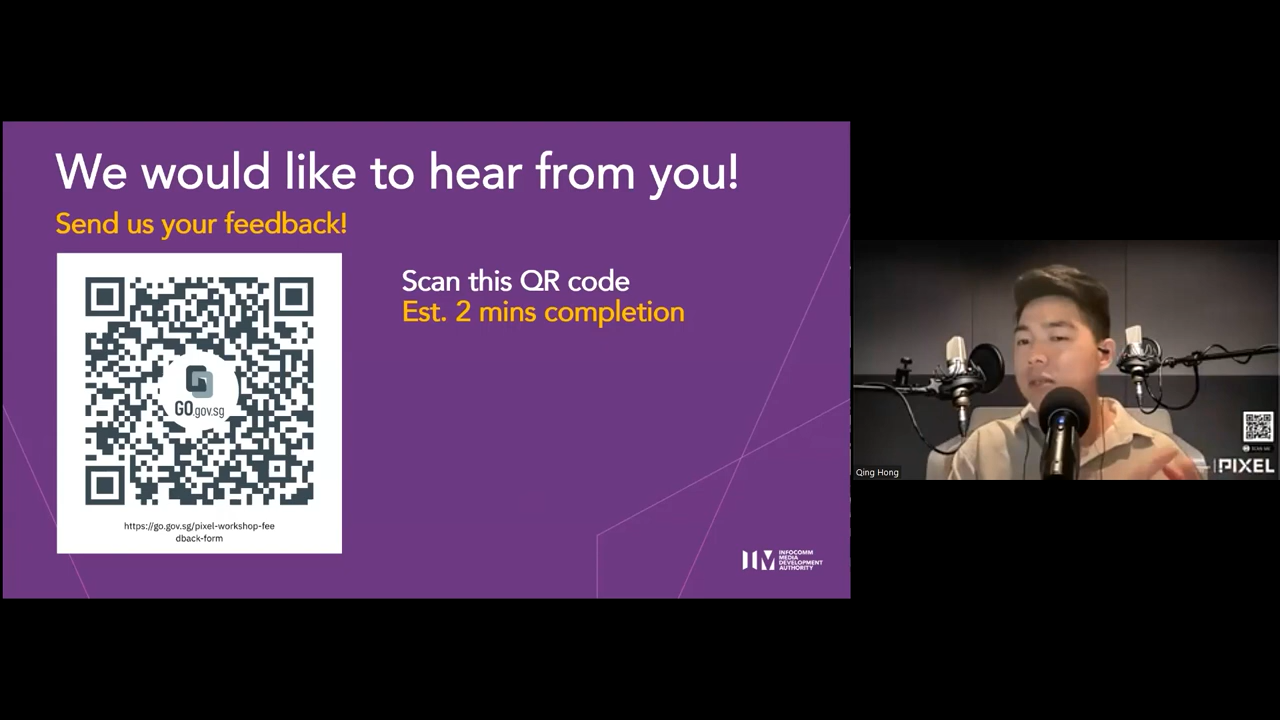 We would like to hear from you!
Send us your feedback!
Scan this QR code
Est. 2 mins completion
GO.gov.sg
https://go.gov.sg/pixel-workshop-fee
dback-form
INFOCOMM
MEDIA
DEVELOPMENT
AUTHORITY
Qing Hong
SCAN ME
PIXEL